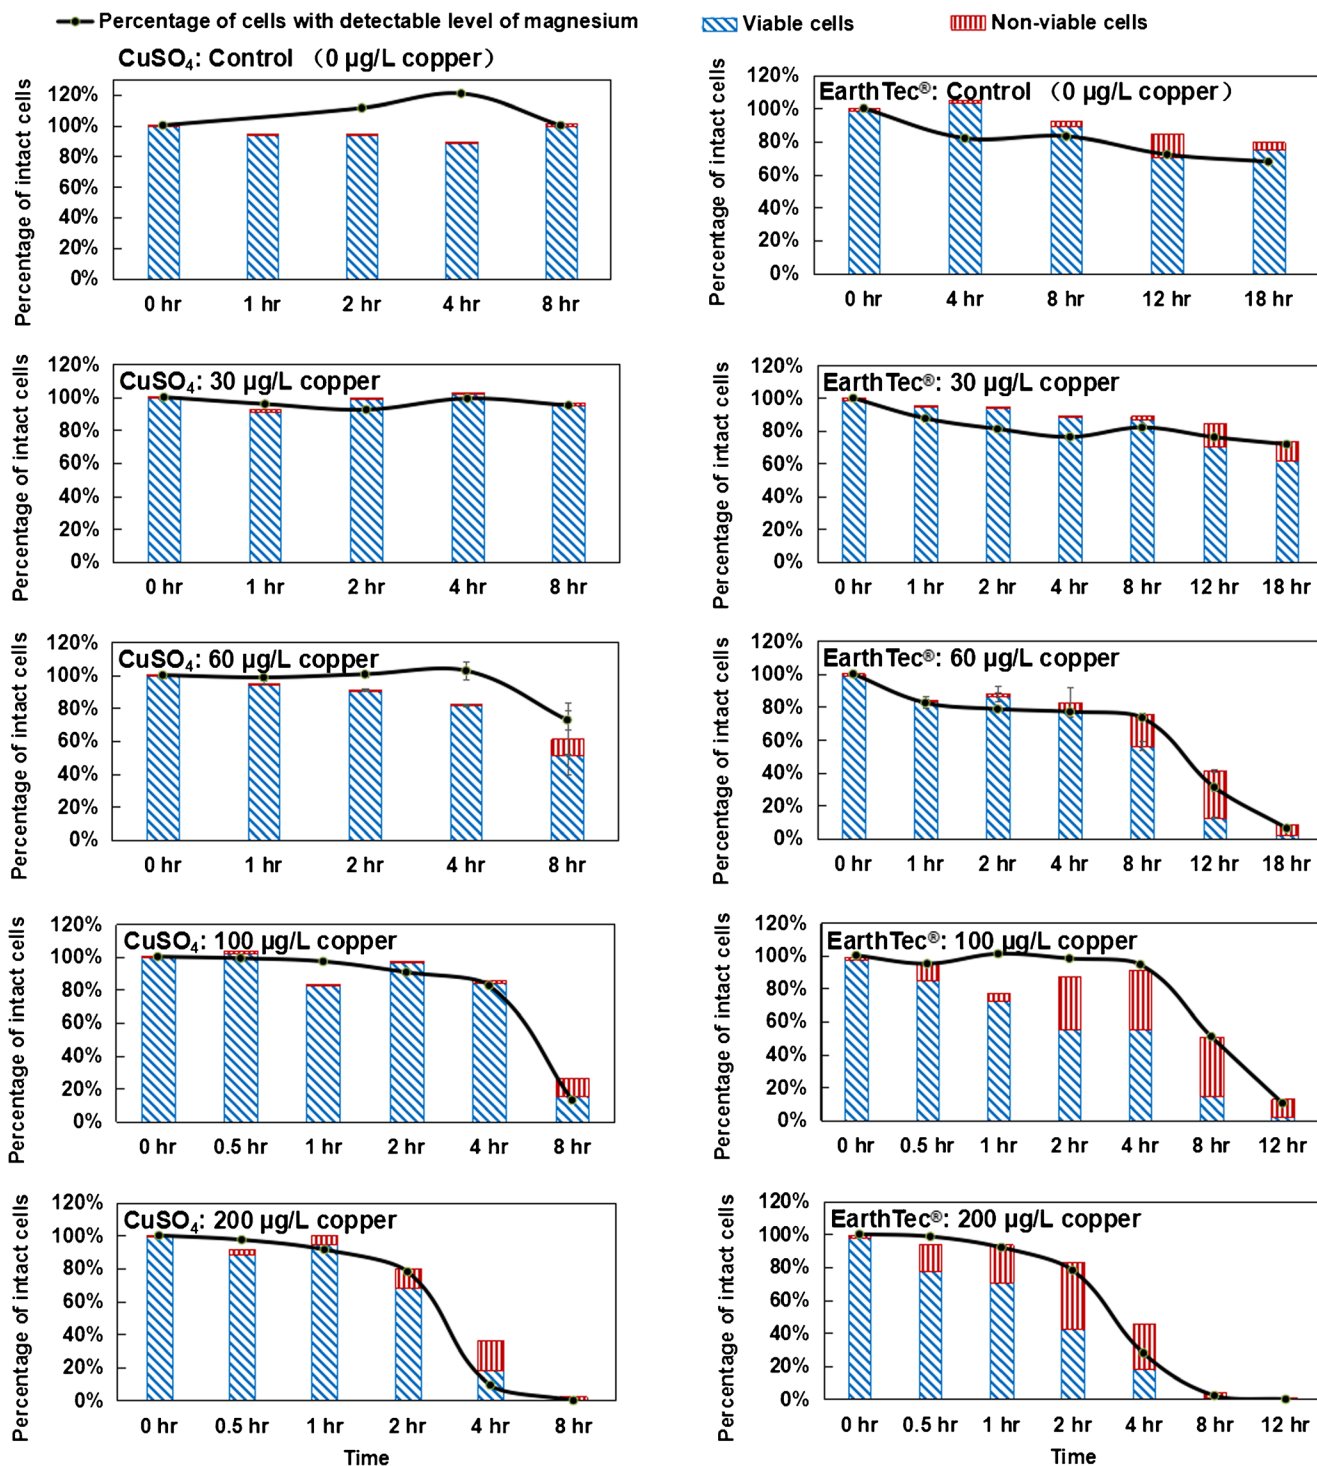 Percentage of cells with detectable level of magnesium
Viable cells
Non-viable cells
CuSO₄: Control （0 µg/L copper）
Percentage of intact cells
120%
100%
80%
60%
40%
20%
0%
0 hr 1 hr 2 hr 4 hr 8 hr
EarthTec®: Control （0 µg/L copper）
Percentage of intact cells
120%
100%
80%
60%
40%
20%
0%
0 hr 4 hr 8 hr 12 hr 18 hr
CuSO₄: 30 µg/L copper
Percentage of intact cells
120%
100%
80%
60%
40%
20%
0%
0 hr 1 hr 2 hr 4 hr 8 hr
EarthTec®: 30 µg/L copper
Percentage of intact cells
120%
100%
80%
60%
40%
20%
0%
0 hr 1 hr 2 hr 4 hr 8 hr 12 hr 18 hr
CuSO₄: 60 µg/L copper
Percentage of intact cells
120%
100%
80%
60%
40%
20%
0%
0 hr 1 hr 2 hr 4 hr 8 hr
EarthTec®: 60 µg/L copper
Percentage of intact cells
120%
100%
80%
60%
40%
20%
0%
0 hr 1 hr 2 hr 4 hr 8 hr 12 hr 18 hr
CuSO₄: 100 µg/L copper
Percentage of intact cells
120%
100%
80%
60%
40%
20%
0%
0 hr 0.5 hr 1 hr 2 hr 4 hr 8 hr
EarthTec®: 100 µg/L copper
Percentage of intact cells
120%
100%
80%
60%
40%
20%
0%
0 hr 0.5 hr 1 hr 2 hr 4 hr 8 hr 12 hr
CuSO₄: 200 µg/L copper
Percentage of intact cells
120%
100%
80%
60%
40%
20%
0%
0 hr 0.5 hr 1 hr 2 hr 4 hr 8 hr
Time
EarthTec®: 200 µg/L copper
Percentage of intact cells
120%
100%
80%
60%
40%
20%
0%
0 hr 0.5 hr 1 hr 2 hr 4 hr 8 hr 12 hr
Time